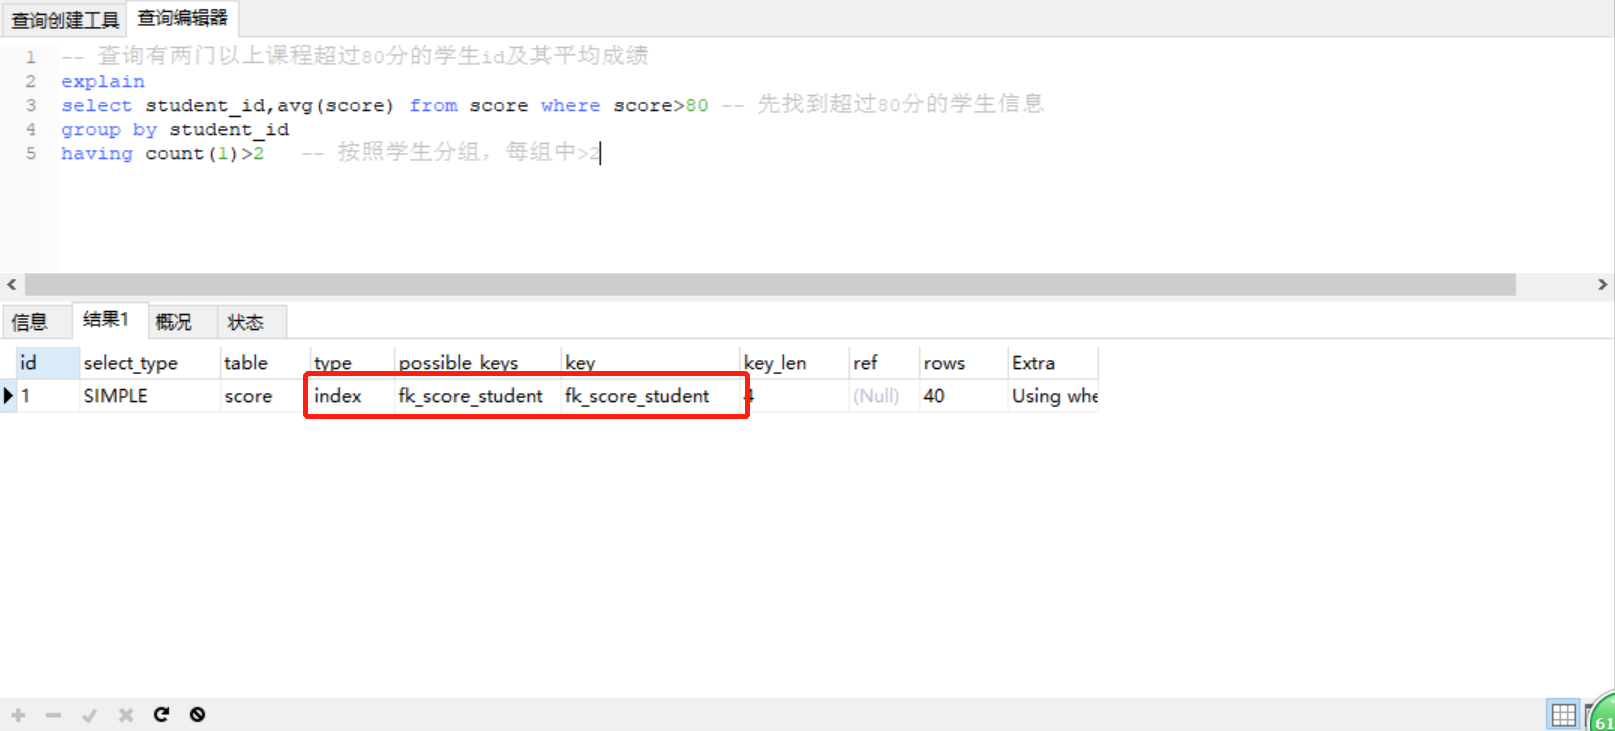 查询创建工具 查询编辑器
1 -- 查询有两门以上课程超过80分的学生id及其平均成绩
2 explain
3 select student_id,avg(score) from score where score>80 -- 先找到超过80分的学生信息
4 group by student_id
5 having count(1)>2 -- 按照学生分组，每组中>2
信息 结果1 概况 状态
id select_type table type possible_keys key key_len ref rows Extra
1 SIMPLE score index fk_score_student fk_score_student 4 (Null) 40 Using whe
61